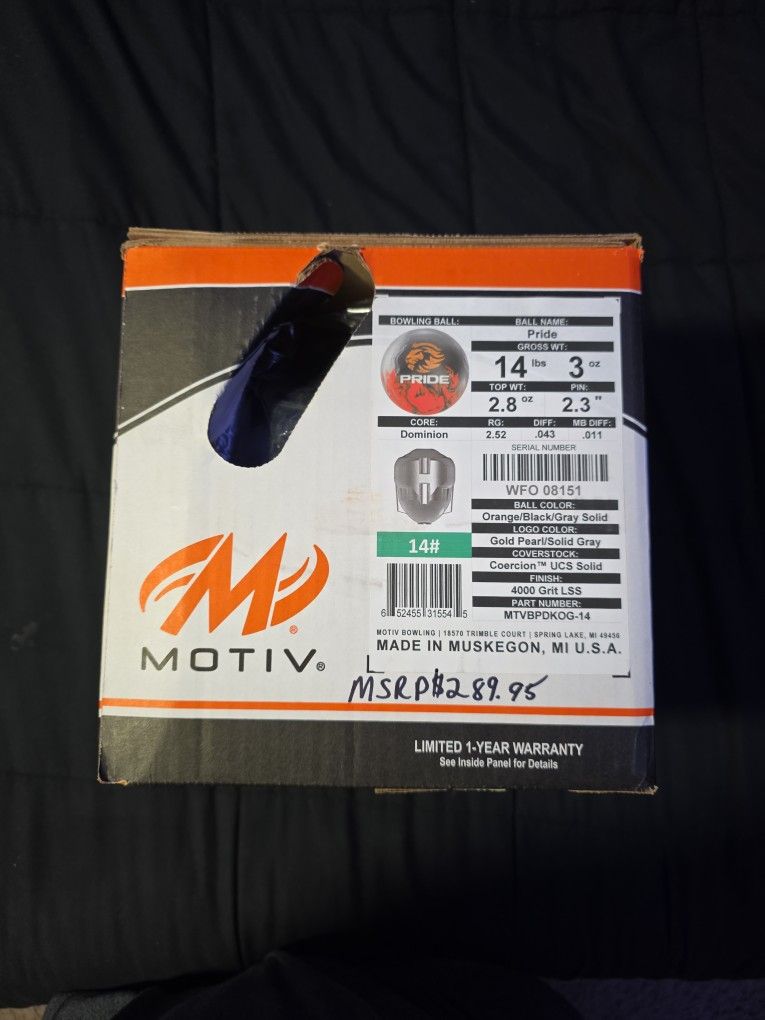 BOWLING BALL: BALL NAME:
Pride
GROSS WT:
14 lbs 3 oz
PRIDE
TOP WT: PIN:
2.8 oz 2.3"
CORE: RG: DIFF: MB DIFF:
Dominion 2.52 .043 .011
SERIAL NUMBER
WFO 08151
BALL COLOR:
Orange/Black/Gray Solid
LOGO COLOR:
Gold Pearl/Solid Gray
14#
COVERSTOCK:
Coercion™ UCS Solid
FINISH:
4000 Grit LSS
PART NUMBER:
6 52455 31554 5
MTVBPDKOG-14
MOTIV BOWLING | 18570 TRIMBLE COURT | SPRING LAKE, MI 49456
MADE IN MUSKEGON, MI U.S.A.
MOTIV®
MSRP $289.95
LIMITED 1-YEAR WARRANTY
See Inside Panel for Details